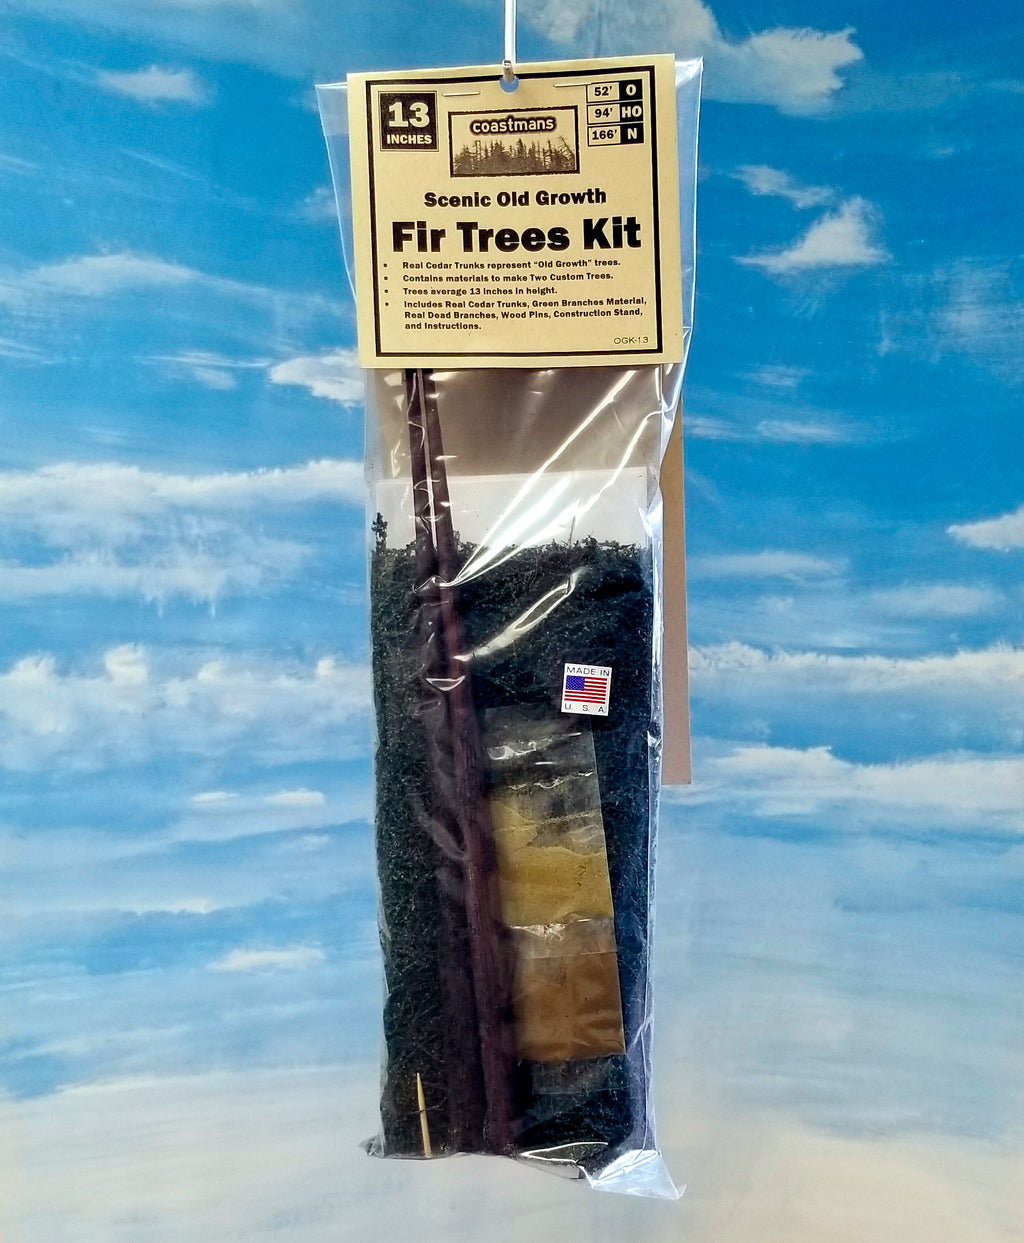 13
INCHES
coastmans
52' O
94' HO
166' N
Scenic Old Growth
Fir Trees Kit
• Real Cedar Trunks represent "Old Growth" trees.
• Contains materials to make Two Custom Trees.
• Trees average 13 inches in height.
• Includes Real Cedar Trunks, Green Branches Material,
Real Dead Branches, Wood Pins, Construction Stand,
and Instructions.
OGK-13
MADE IN
U. S. A.